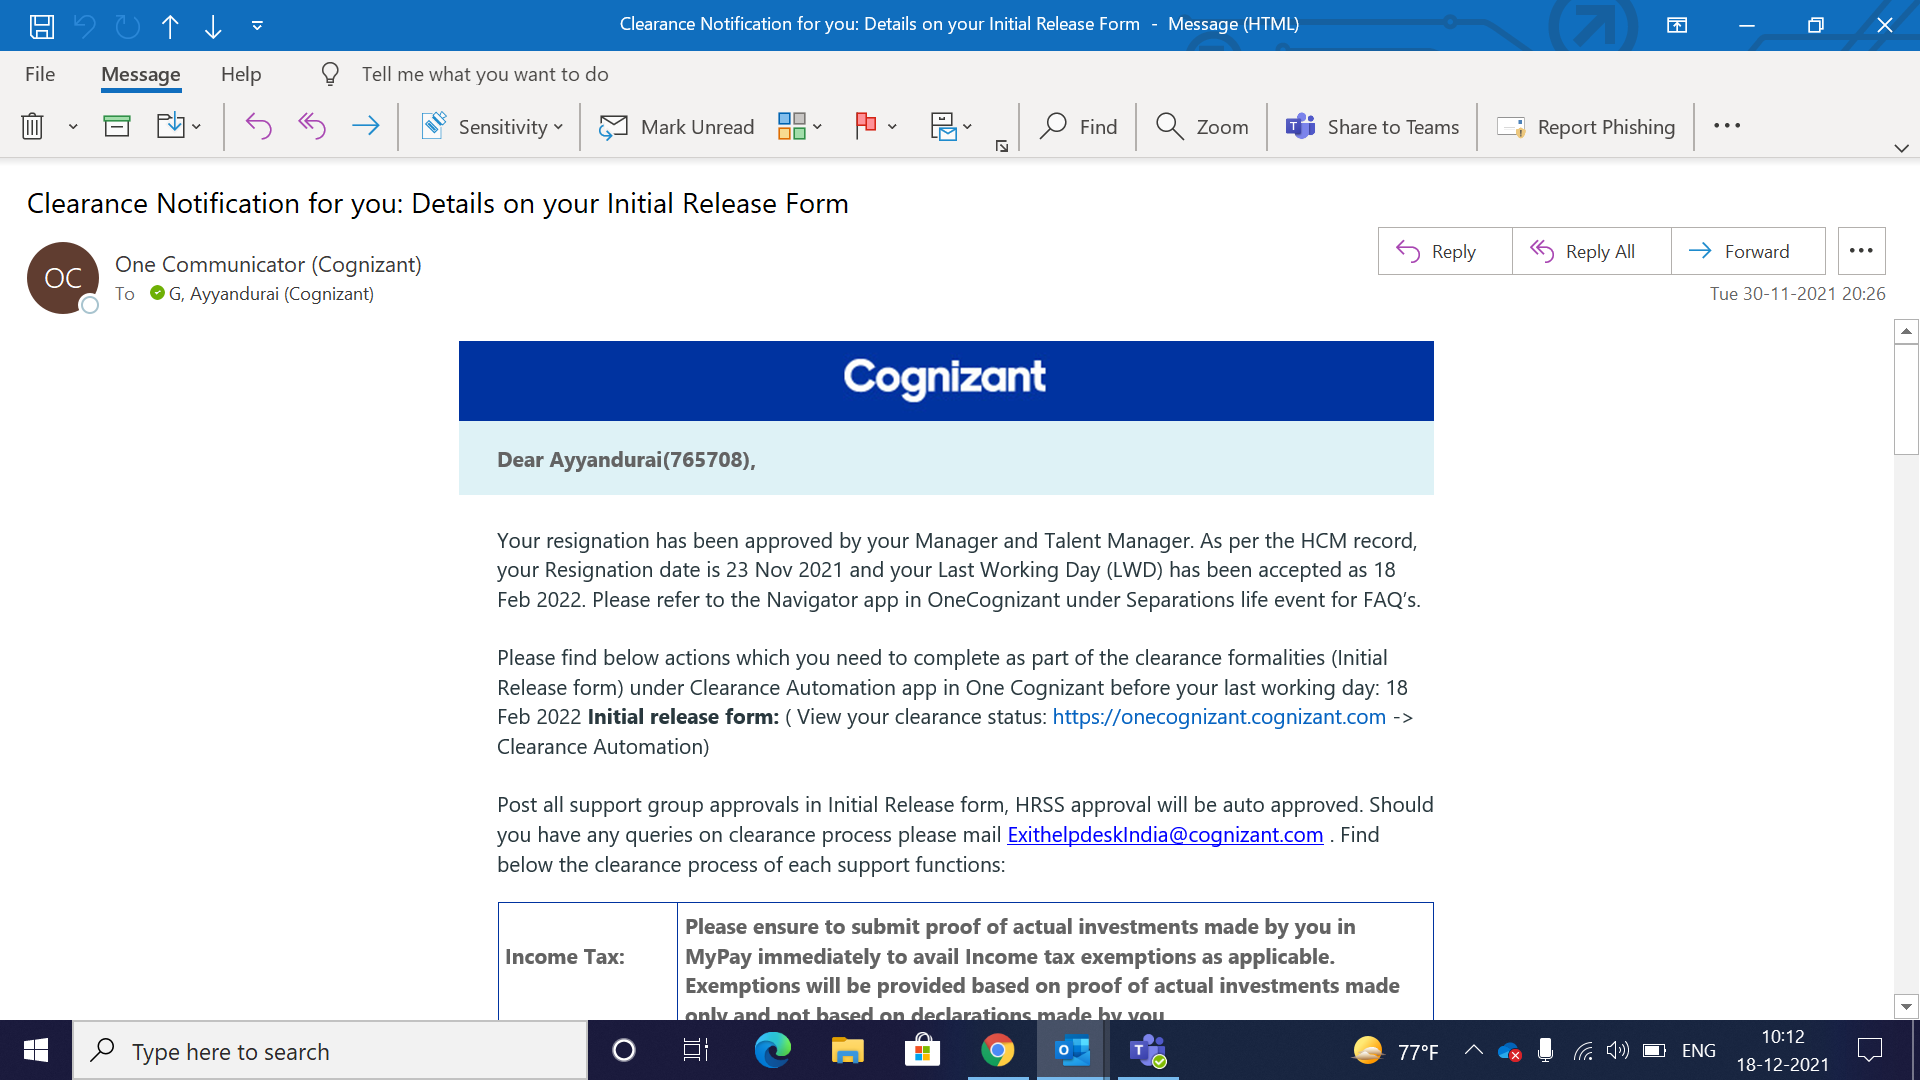 Clearance Notification for you: Details on your Initial Release Form - Message (HTML)
File Message Help Tell me what you want to do
Sensitivity Mark Unread Find Zoom Share to Teams Report Phishing
Clearance Notification for you: Details on your Initial Release Form
OC
One Communicator (Cognizant)
To G, Ayyandurai (Cognizant)
Reply Reply All Forward
Tue 30-11-2021 20:26
Cognizant
Dear Ayyandurai(765708),
Your resignation has been approved by your Manager and Talent Manager. As per the HCM record,
your Resignation date is 23 Nov 2021 and your Last Working Day (LWD) has been accepted as 18
Feb 2022. Please refer to the Navigator app in OneCognizant under Separations life event for FAQ’s.
Please find below actions which you need to complete as part of the clearance formalities (Initial
Release form) under Clearance Automation app in One Cognizant before your last working day: 18
Feb 2022 Initial release form: ( View your clearance status: https://onecognizant.cognizant.com ->
Clearance Automation)
Post all support group approvals in Initial Release form, HRSS approval will be auto approved. Should
you have any queries on clearance process please mail ExithelpdeskIndia@cognizant.com . Find
below the clearance process of each support functions:
Income Tax:
Please ensure to submit proof of actual investments made by you in
MyPay immediately to avail Income tax exemptions as applicable.
Exemptions will be provided based on proof of actual investments made
only and not based on declarations made by you
Type here to search
77°F
ENG
10:12
18-12-2021